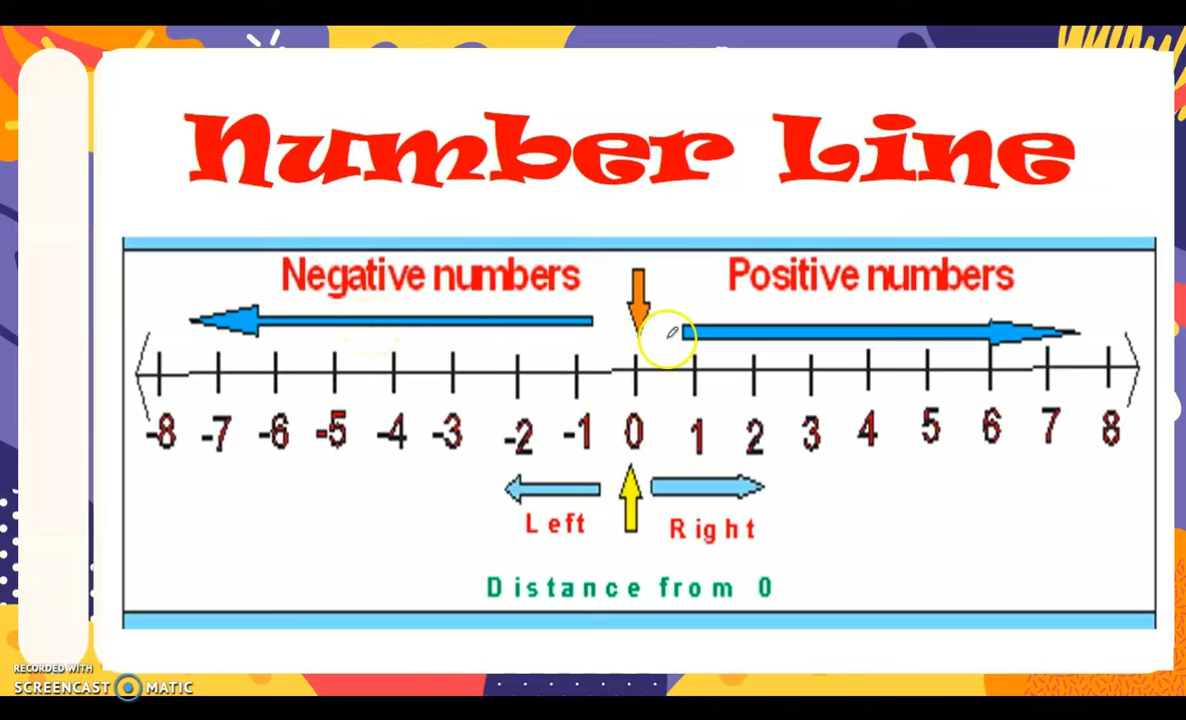 Number Line
Negative numbers Positive numbers
-8 -7 -6 -5 -4 -3 -2 -1 0 1 2 3 4 5 6 7 8
Left Right
Distance from 0
RECORDED WITH
SCREENCAST MATIC